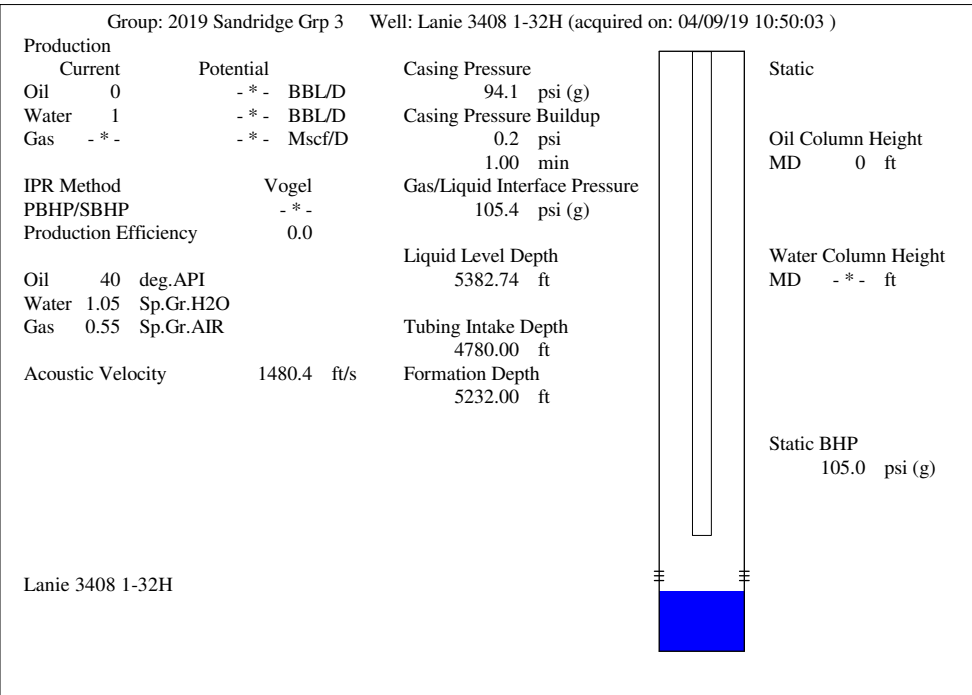 Group: 2019 Sandridge Grp 3 Well: Lanie 3408 1-32H (acquired on: 04/09/19 10:50:03 )
Production
Current Potential
Oil 0 - * - BBL/D
Water 1 - * - BBL/D
Gas - * - - * - Mscf/D
IPR Method Vogel
PBHP/SBHP - * -
Production Efficiency 0.0
Oil 40 deg.API
Water 1.05 Sp.Gr.H2O
Gas 0.55 Sp.Gr.AIR
Acoustic Velocity 1480.4 ft/s
Casing Pressure
94.1 psi (g)
Casing Pressure Buildup
0.2 psi
1.00 min
Gas/Liquid Interface Pressure
105.4 psi (g)
Liquid Level Depth
5382.74 ft
Tubing Intake Depth
4780.00 ft
Formation Depth
5232.00 ft
Static
Oil Column Height
MD 0 ft
Water Column Height
MD - * - ft
Static BHP
105.0 psi (g)
Lanie 3408 1-32H